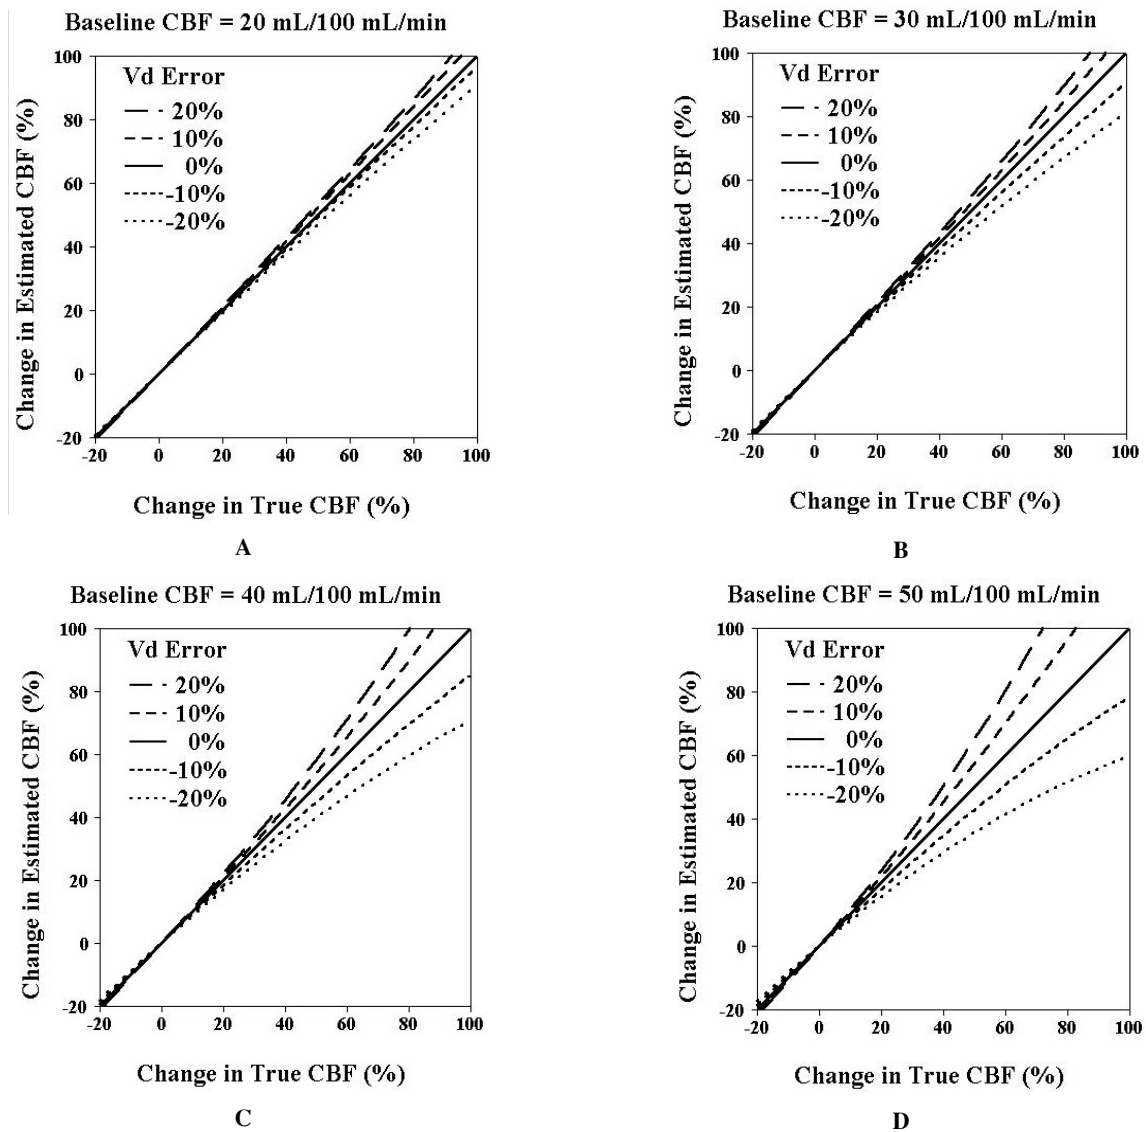 Baseline CBF = 20 mL/100 mL/min
Change in Estimated CBF (%)
100
80
60
40
20
0
-20
Vd Error
20%
10%
0%
-10%
-20%
-20 0 20 40 60 80 100
Change in True CBF (%)
A
Baseline CBF = 30 mL/100 mL/min
Change in Estimated CBF (%)
100
80
60
40
20
0
-20
Vd Error
20%
10%
0%
-10%
-20%
-20 0 20 40 60 80 100
Change in True CBF (%)
B
Baseline CBF = 40 mL/100 mL/min
Change in Estimated CBF (%)
100
80
60
40
20
0
-20
Vd Error
20%
10%
0%
-10%
-20%
-20 0 20 40 60 80 100
Change in True CBF (%)
C
Baseline CBF = 50 mL/100 mL/min
Change in Estimated CBF (%)
100
80
60
40
20
0
-20
Vd Error
20%
10%
0%
-10%
-20%
-20 0 20 40 60 80 100
Change in True CBF (%)
D